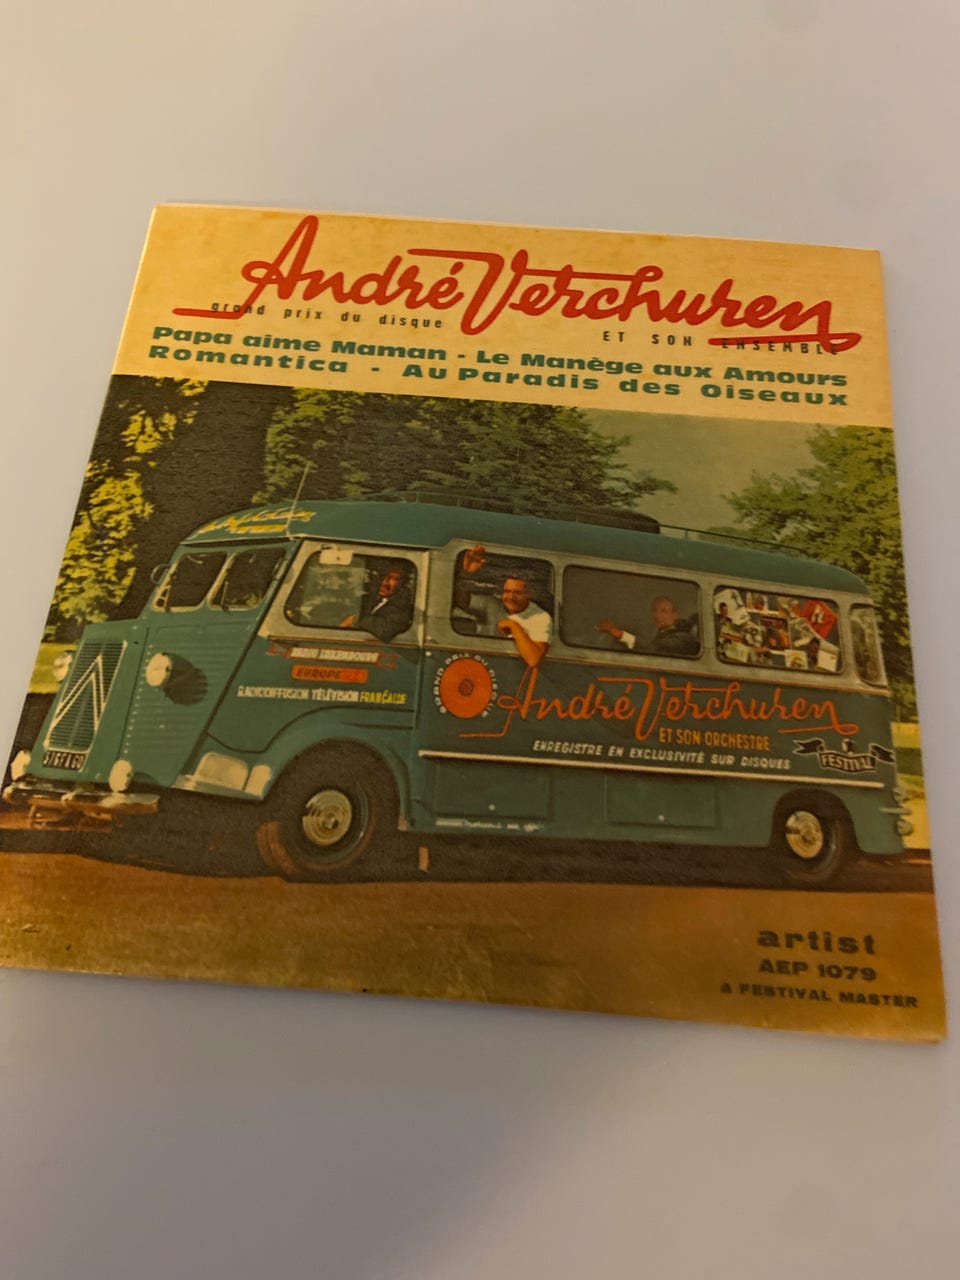 André Verchuren
grand prix du disque
ET SON ENSEMBLE
Papa aime Maman - Le Manège aux Amours
Romantica - Au Paradis des Oiseaux
RADIO LUXEMBOURG
EUROPE
RADIODIFFUSION TÉLÉVISION FRANÇAISE
GRAND PRIX DU DISQUE
André Verchuren
ET SON ORCHESTRE
ENREGISTRE EN EXCLUSIVITÉ SUR DISQUES
FESTIVAL
artist
AEP 1079
A FESTIVAL MASTER